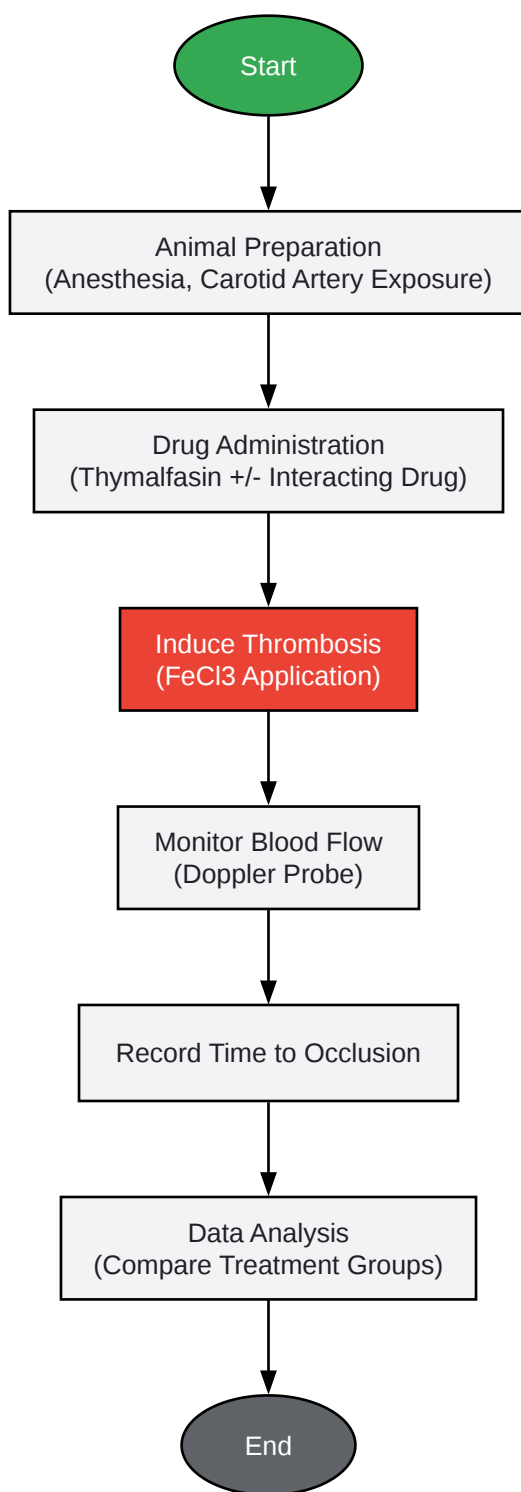 Start
Animal Preparation
(Anesthesia, Carotid Artery Exposure)
Drug Administration
(Thymalfasin +/- Interacting Drug)
Induce Thrombosis
(FeCl3 Application)
Monitor Blood Flow
(Doppler Probe)
Record Time to Occlusion
Data Analysis
(Compare Treatment Groups)
End